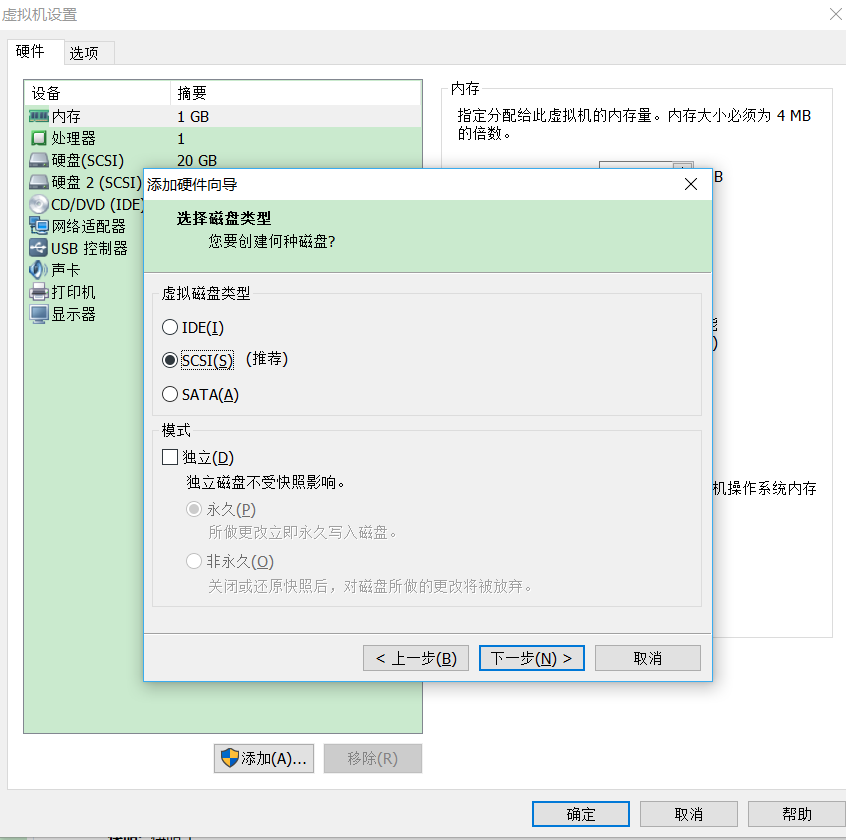 虚拟机设置
硬件 选项
设备 摘要
内存 1 GB
处理器 1
硬盘(SCSI) 20 GB
硬盘 2 (SCSI)
CD/DVD (IDE)
网络适配器
USB 控制器
声卡
打印机
显示器
内存
指定分配给此虚拟机的内存量。内存大小必须为 4 MB
的倍数。
B
)
机操作系统内存
添加硬件向导
选择磁盘类型
您要创建何种磁盘?
虚拟磁盘类型
IDE(I)
SCSI(S) (推荐)
SATA(A)
模式
独立(D)
独立磁盘不受快照影响。
永久(P)
所做更改立即永久写入磁盘。
非永久(O)
关闭或还原快照后，对磁盘所做的更改将被放弃。
< 上一步(B) 下一步(N) > 取消
添加(A)... 移除(R)
确定 取消 帮助